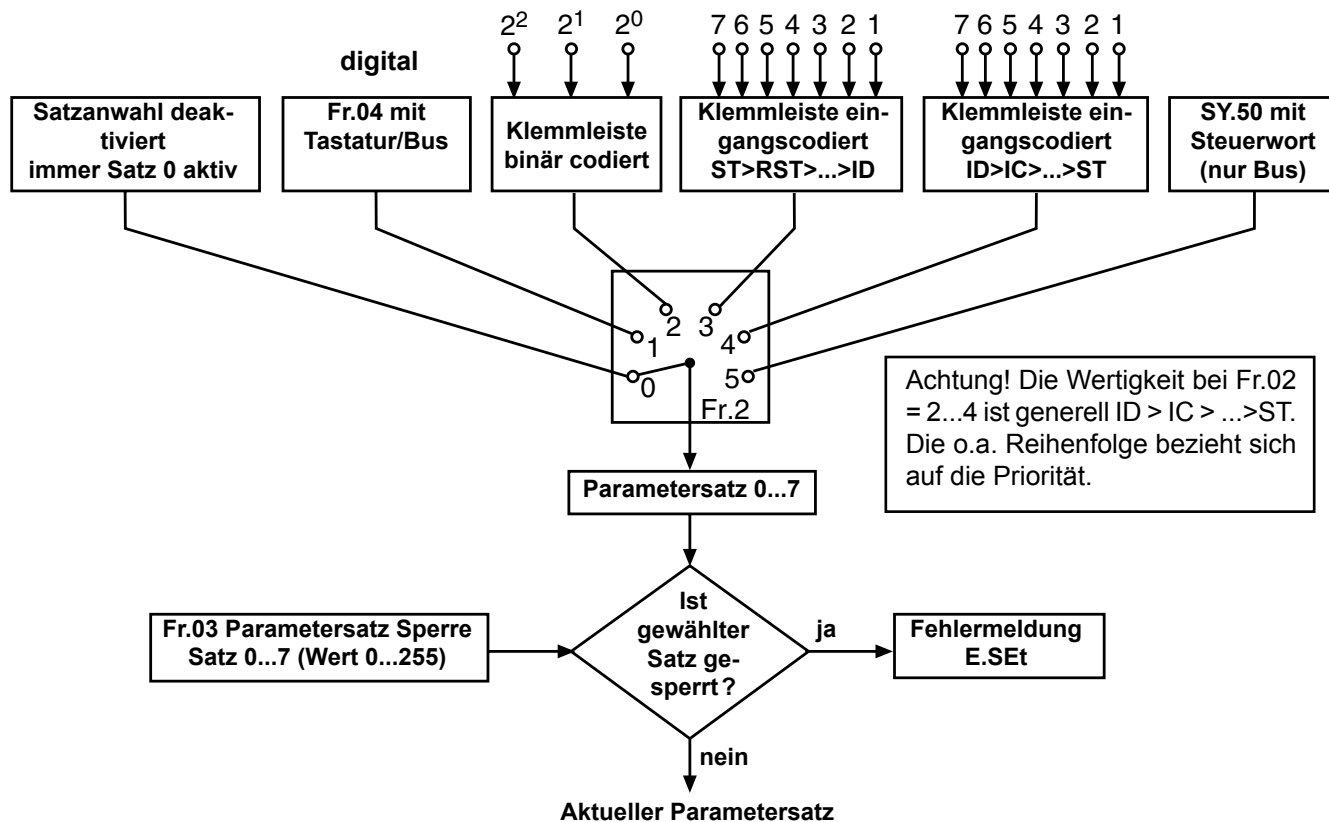 2² 2¹ 2⁰ 7 6 5 4 3 2 1 7 6 5 4 3 2 1
digital
Satzanwahl deak-
tiviert
immer Satz 0 aktiv
Fr.04 mit
Tastatur/Bus
Klemmleiste
binär codiert
Klemmleiste ein-
gangscodiert
ST>RST>...>ID
Klemmleiste ein-
gangscodiert
ID>IC>...>ST
SY.50 mit
Steuerwort
(nur Bus)
0
1
2
3
4
5
Fr.2
Achtung! Die Wertigkeit bei Fr.02
= 2...4 ist generell ID > IC > ...>ST.
Die o.a. Reihenfolge bezieht sich
auf die Priorität.
Parametersatz 0...7
Fr.03 Parametersatz Sperre
Satz 0...7 (Wert 0...255)
Ist
gewählter
Satz ge-
sperrt ?
ja
Fehlermeldung
E.SEt
nein
Aktueller Parametersatz